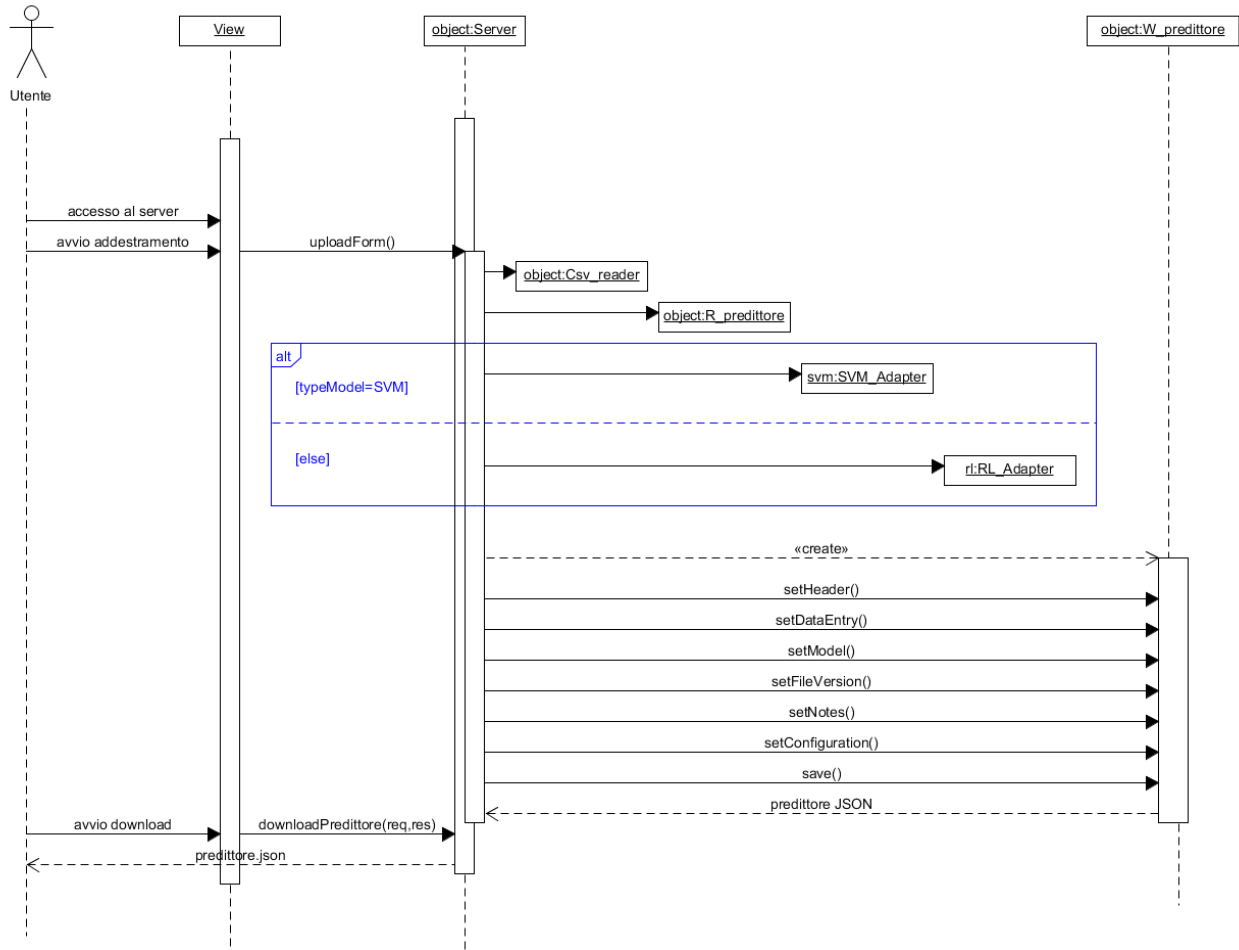 View
object:Server
object:W_predittore
Utente
accesso al server
avvio addestramento
uploadForm()
object:Csv_reader
object:R_predittore
alt
[typeModel=SVM]
svm:SVM_Adapter
[else]
rl:RL_Adapter
«create»
setHeader()
setDataEntry()
setModel()
setFileVersion()
setNotes()
setConfiguration()
save()
predittore JSON
avvio download
downloadPredittore(req,res)
predittore.json